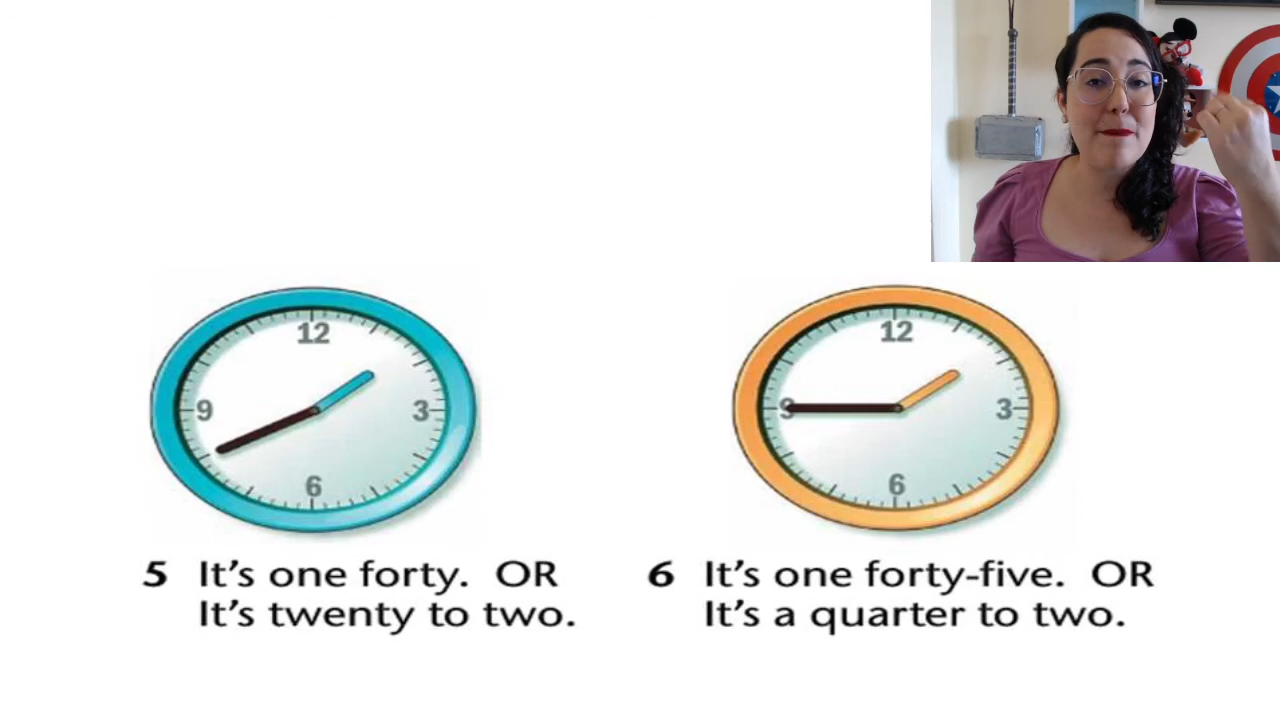 12
9
3
6
12
9
3
6
5 It's one forty. OR
It's twenty to two.
6 It's one forty-five. OR
It's a quarter to two.